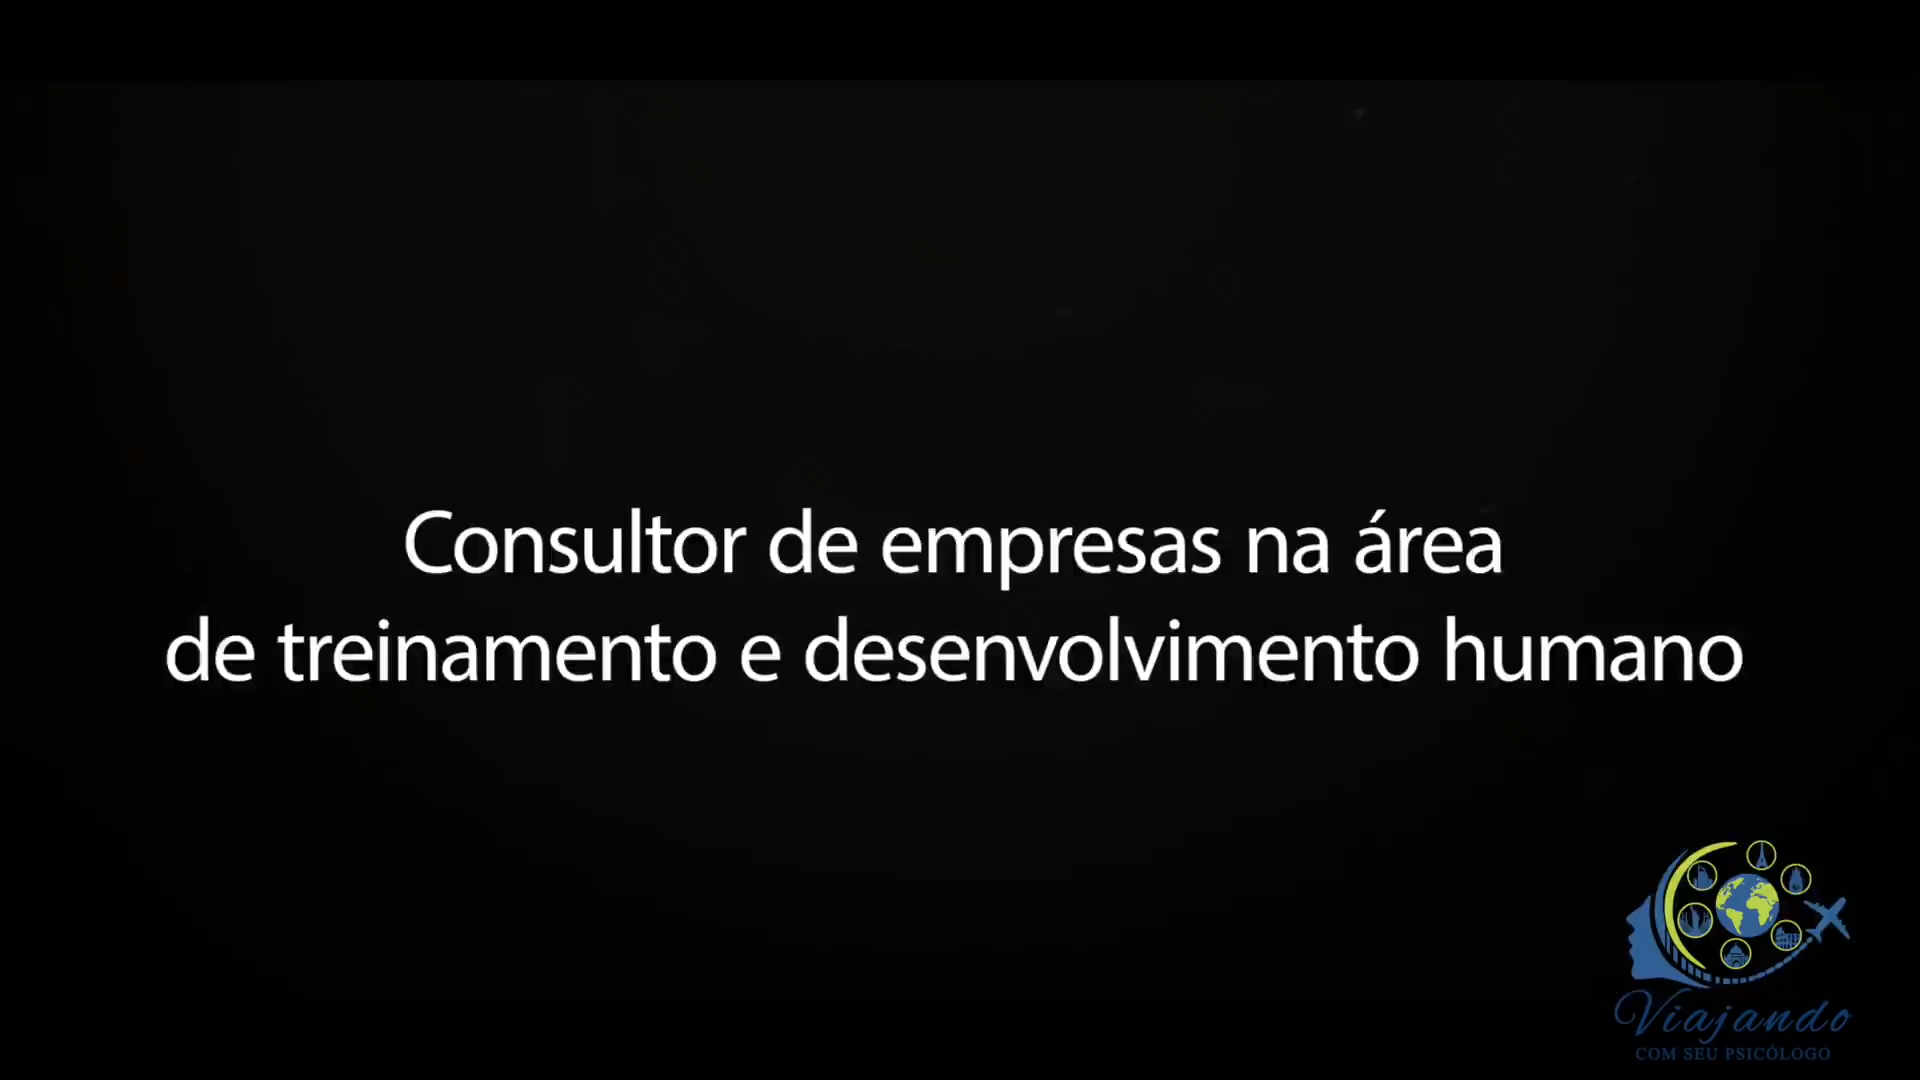 Consultor de empresas na área
de treinamento e desenvolvimento humano
Viajando
COM SEU PSICÓLOGO